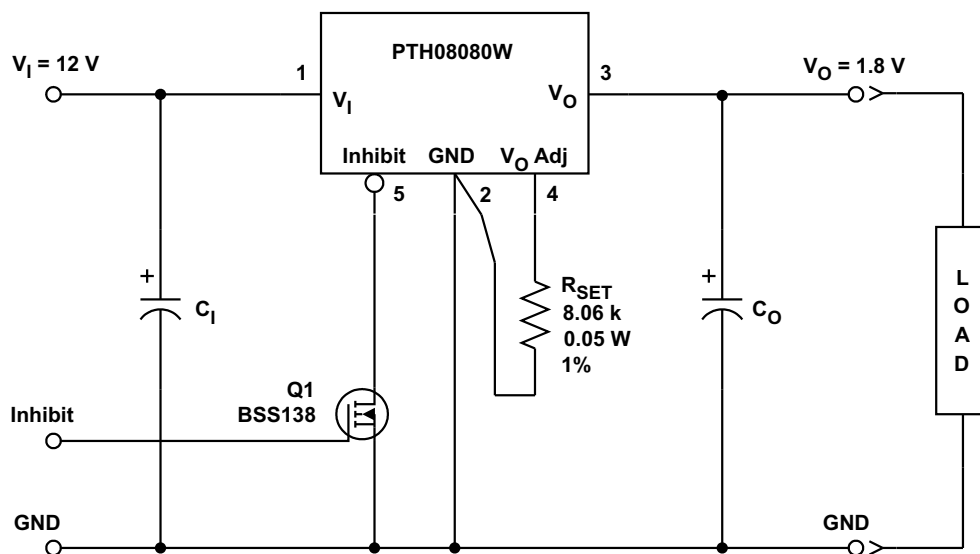 PTH08080W
V_I = 12 V
1
3
V_O = 1.8 V
V_I
V_O
Inhibit
GND
V_O Adj
5
2
4
+
C_I
R_SET
8.06 k
0.05 W
1%
+
C_O
L
O
A
D
Q1
BSS138
Inhibit
GND
GND